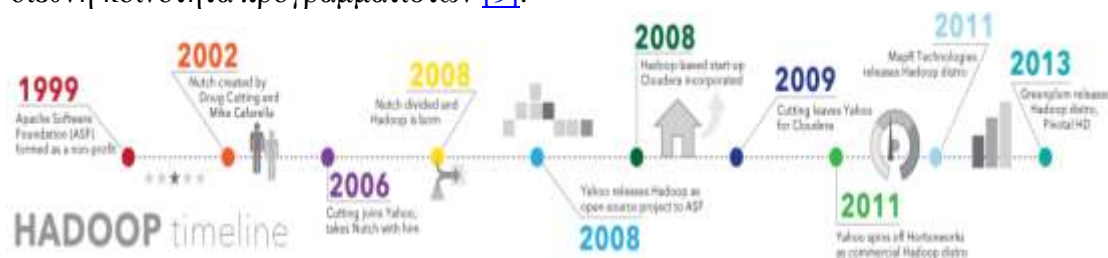 διεθνή κοινότητα προγραμματιστών [9].
1999
Apache Software
Foundation (ASF)
formed as a non-profit
2002
Nutch created by
Doug Cutting and
Mike Cafarella
2006
Cutting joins Yahoo,
takes Nutch with him
2008
Nutch divided and
Hadoop is born
Yahoo releases Hadoop as
open source project to ASF
2008
2008
Hadoop based start-up
Cloudera incorporated
2009
Cutting leaves Yahoo
for Cloudera
2011
Yahoo spins off Hortonworks
as commercial Hadoop distro
2011
MapR Technologies
releases Hadoop distro
2013
Greenplum releases
Hadoop distro,
Pivotal HD
HADOOP timeline